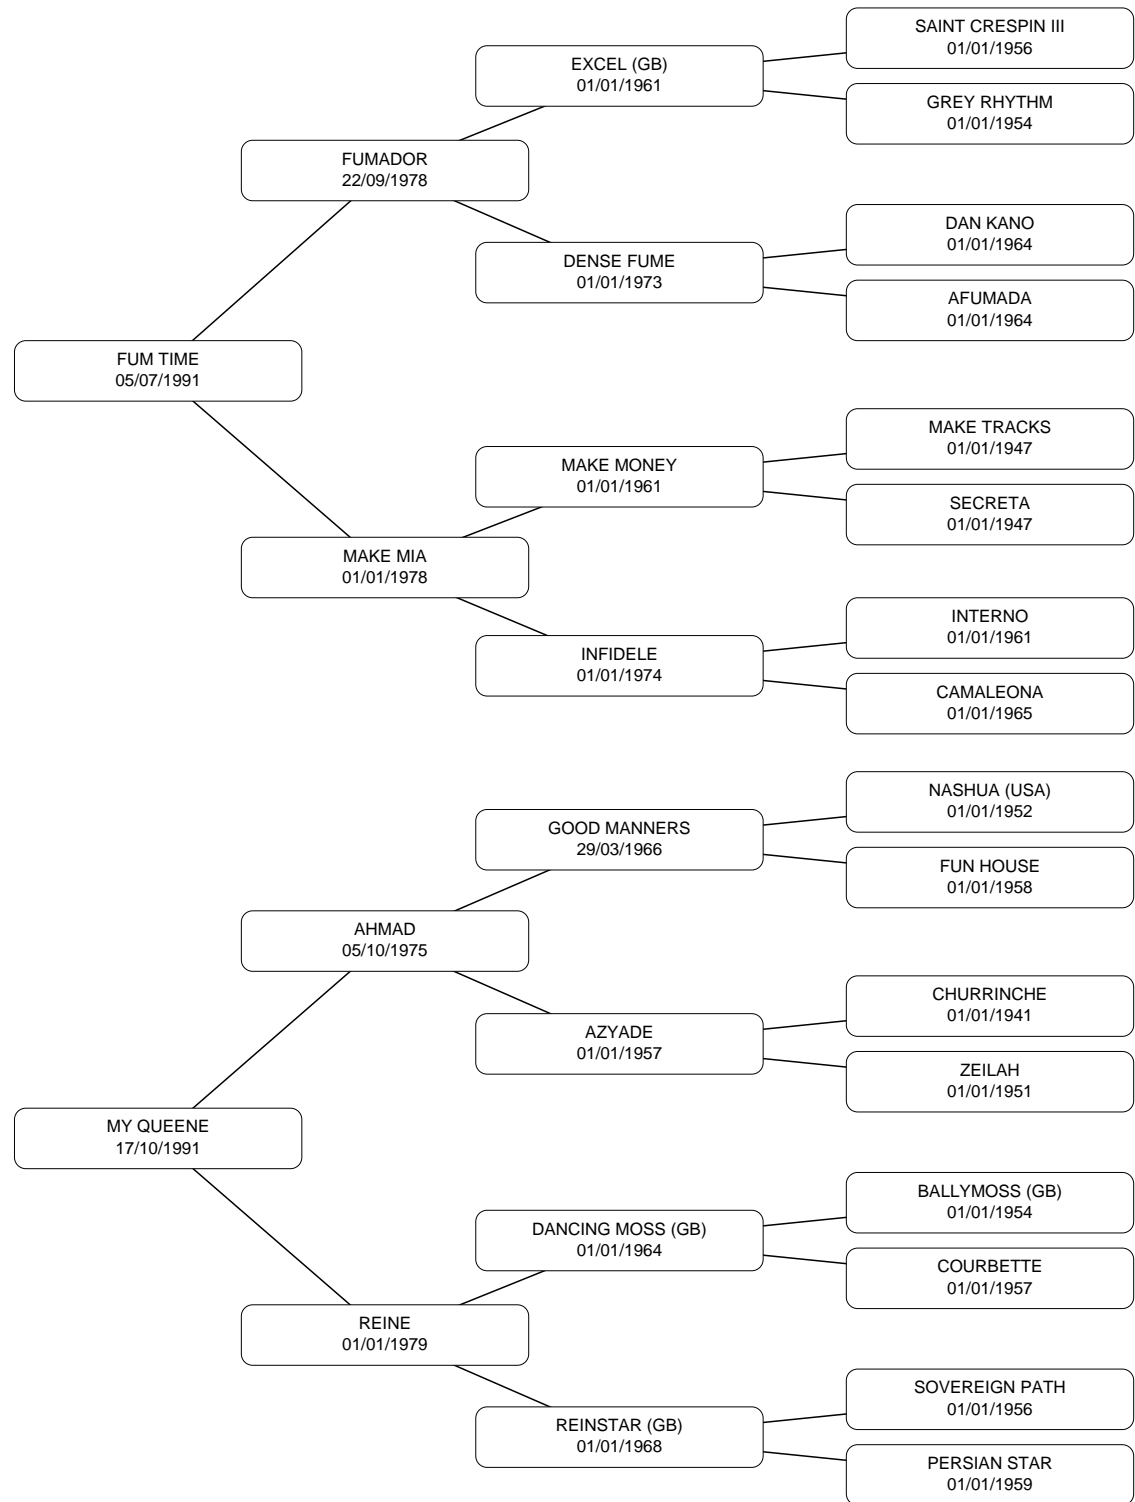 SAINT CRESPIN III
01/01/1956
EXCEL (GB)
01/01/1961
GREY RHYTHM
01/01/1954
FUMADOR
22/09/1978
DAN KANO
01/01/1964
DENSE FUME
01/01/1973
AFUMADA
01/01/1964
FUM TIME
05/07/1991
MAKE TRACKS
01/01/1947
MAKE MONEY
01/01/1961
SECRETA
01/01/1947
MAKE MIA
01/01/1978
INTERNO
01/01/1961
INFIDELE
01/01/1974
CAMALEONA
01/01/1965
NASHUA (USA)
01/01/1952
GOOD MANNERS
29/03/1966
FUN HOUSE
01/01/1958
AHMAD
05/10/1975
CHURRINCHE
01/01/1941
AZYADE
01/01/1957
ZEILAH
01/01/1951
MY QUEENE
17/10/1991
BALLYMOSS (GB)
01/01/1954
DANCING MOSS (GB)
01/01/1964
COURBETTE
01/01/1957
REINE
01/01/1979
SOVEREIGN PATH
01/01/1956
REINSTAR (GB)
01/01/1968
PERSIAN STAR
01/01/1959